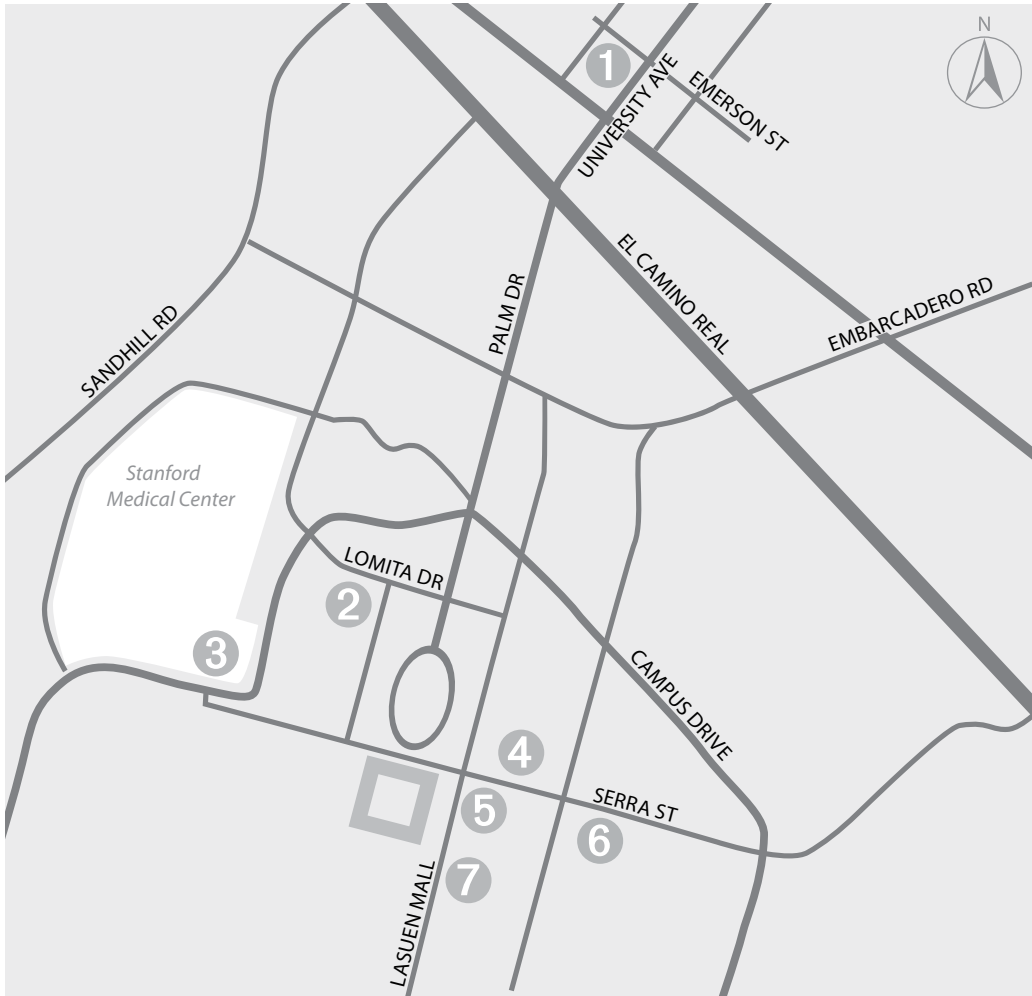 N
1
UNIVERSITY AVE
EMERSON ST
EL CAMINO REAL
PALM DR
EMBARCADERO RD
SANDHILL RD
Stanford
Medical Center
LOMITA DR
2
3
CAMPUS DRIVE
4
5
SERRA ST
6
7
LASUEN MALL